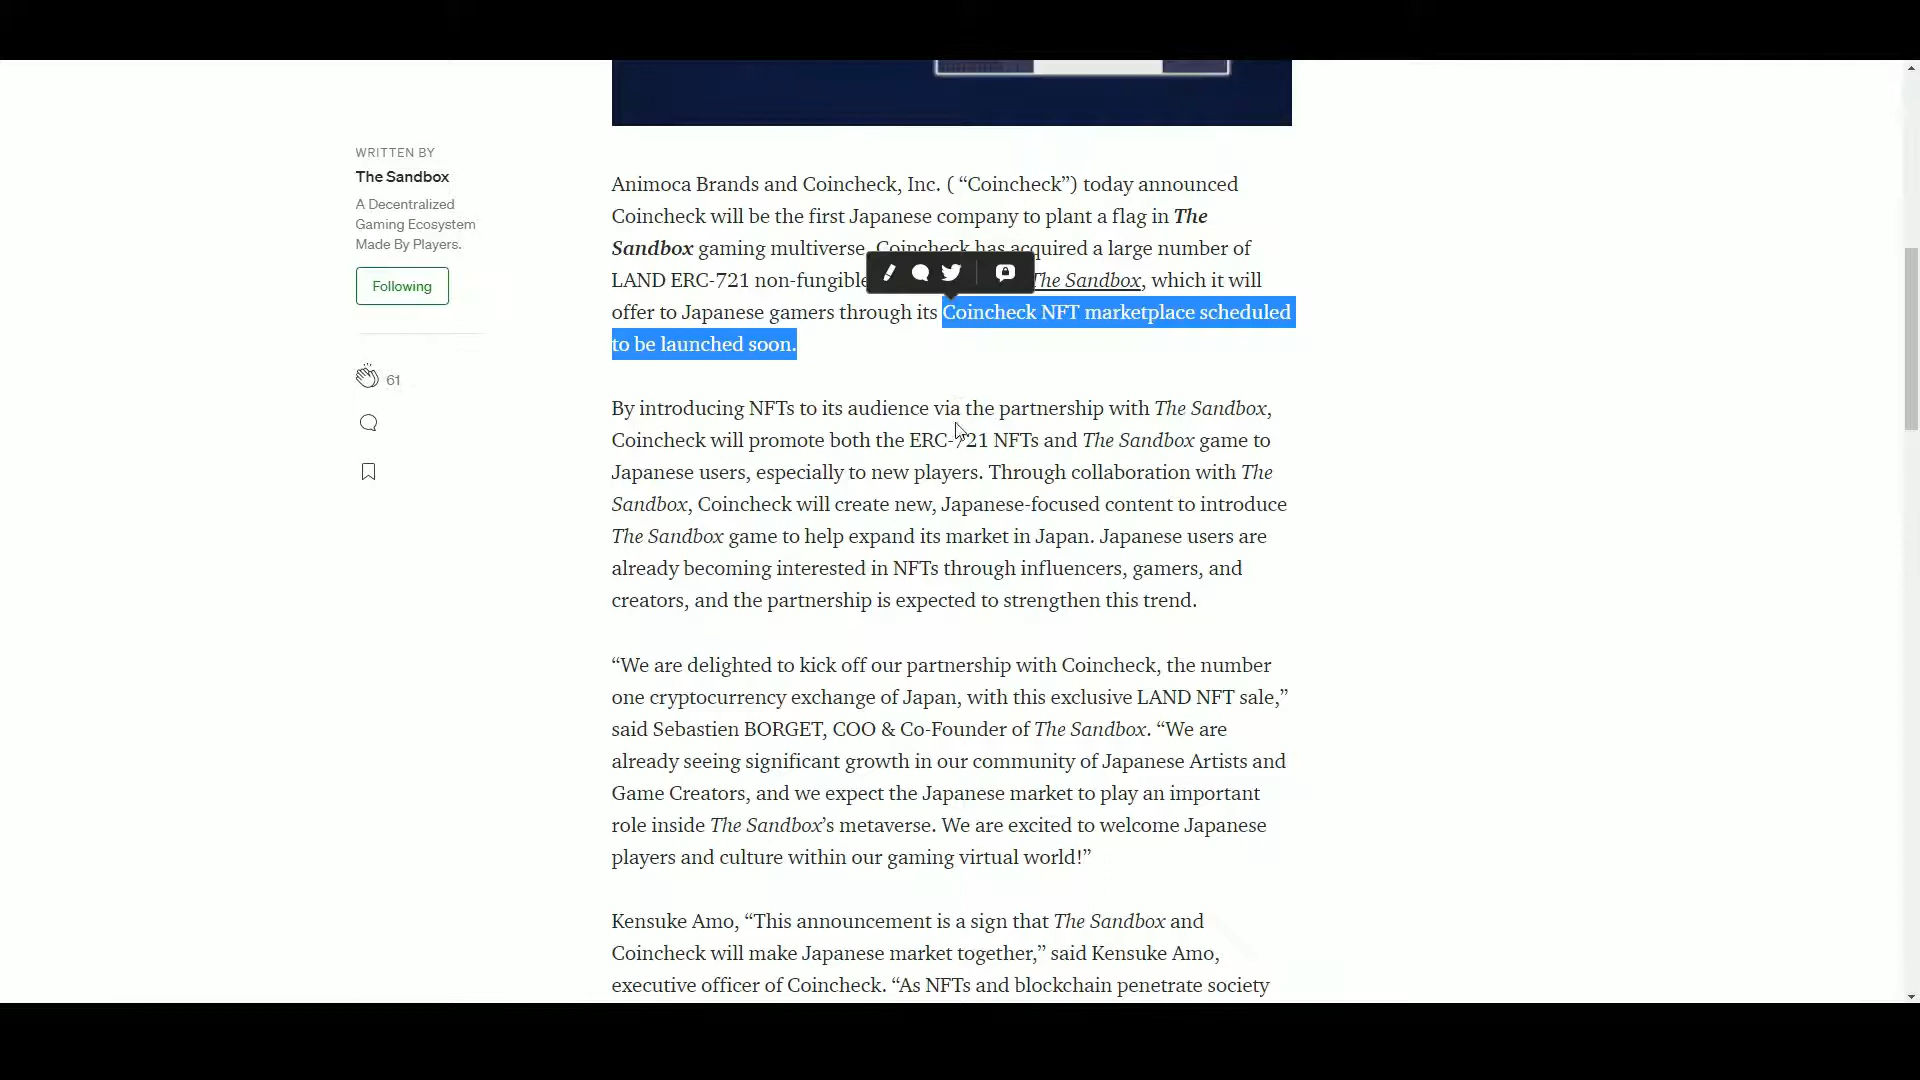 WRITTEN BY
The Sandbox
A Decentralized
Gaming Ecosystem
Made By Players.
Following
61
Animoca Brands and Coincheck, Inc. ( “Coincheck”) today announced
Coincheck will be the first Japanese company to plant a flag in The
Sandbox gaming multiverse. Coincheck has acquired a large number of
LAND ERC-721 non-fungible The Sandbox, which it will
offer to Japanese gamers through its Coincheck NFT marketplace scheduled
to be launched soon.
By introducing NFTs to its audience via the partnership with The Sandbox,
Coincheck will promote both the ERC-721 NFTs and The Sandbox game to
Japanese users, especially to new players. Through collaboration with The
Sandbox, Coincheck will create new, Japanese-focused content to introduce
The Sandbox game to help expand its market in Japan. Japanese users are
already becoming interested in NFTs through influencers, gamers, and
creators, and the partnership is expected to strengthen this trend.
“We are delighted to kick off our partnership with Coincheck, the number
one cryptocurrency exchange of Japan, with this exclusive LAND NFT sale,”
said Sebastien BORGET, COO & Co-Founder of The Sandbox. “We are
already seeing significant growth in our community of Japanese Artists and
Game Creators, and we expect the Japanese market to play an important
role inside The Sandbox’s metaverse. We are excited to welcome Japanese
players and culture within our gaming virtual world!”
Kensuke Amo, “This announcement is a sign that The Sandbox and
Coincheck will make Japanese market together,” said Kensuke Amo,
executive officer of Coincheck. “As NFTs and blockchain penetrate society